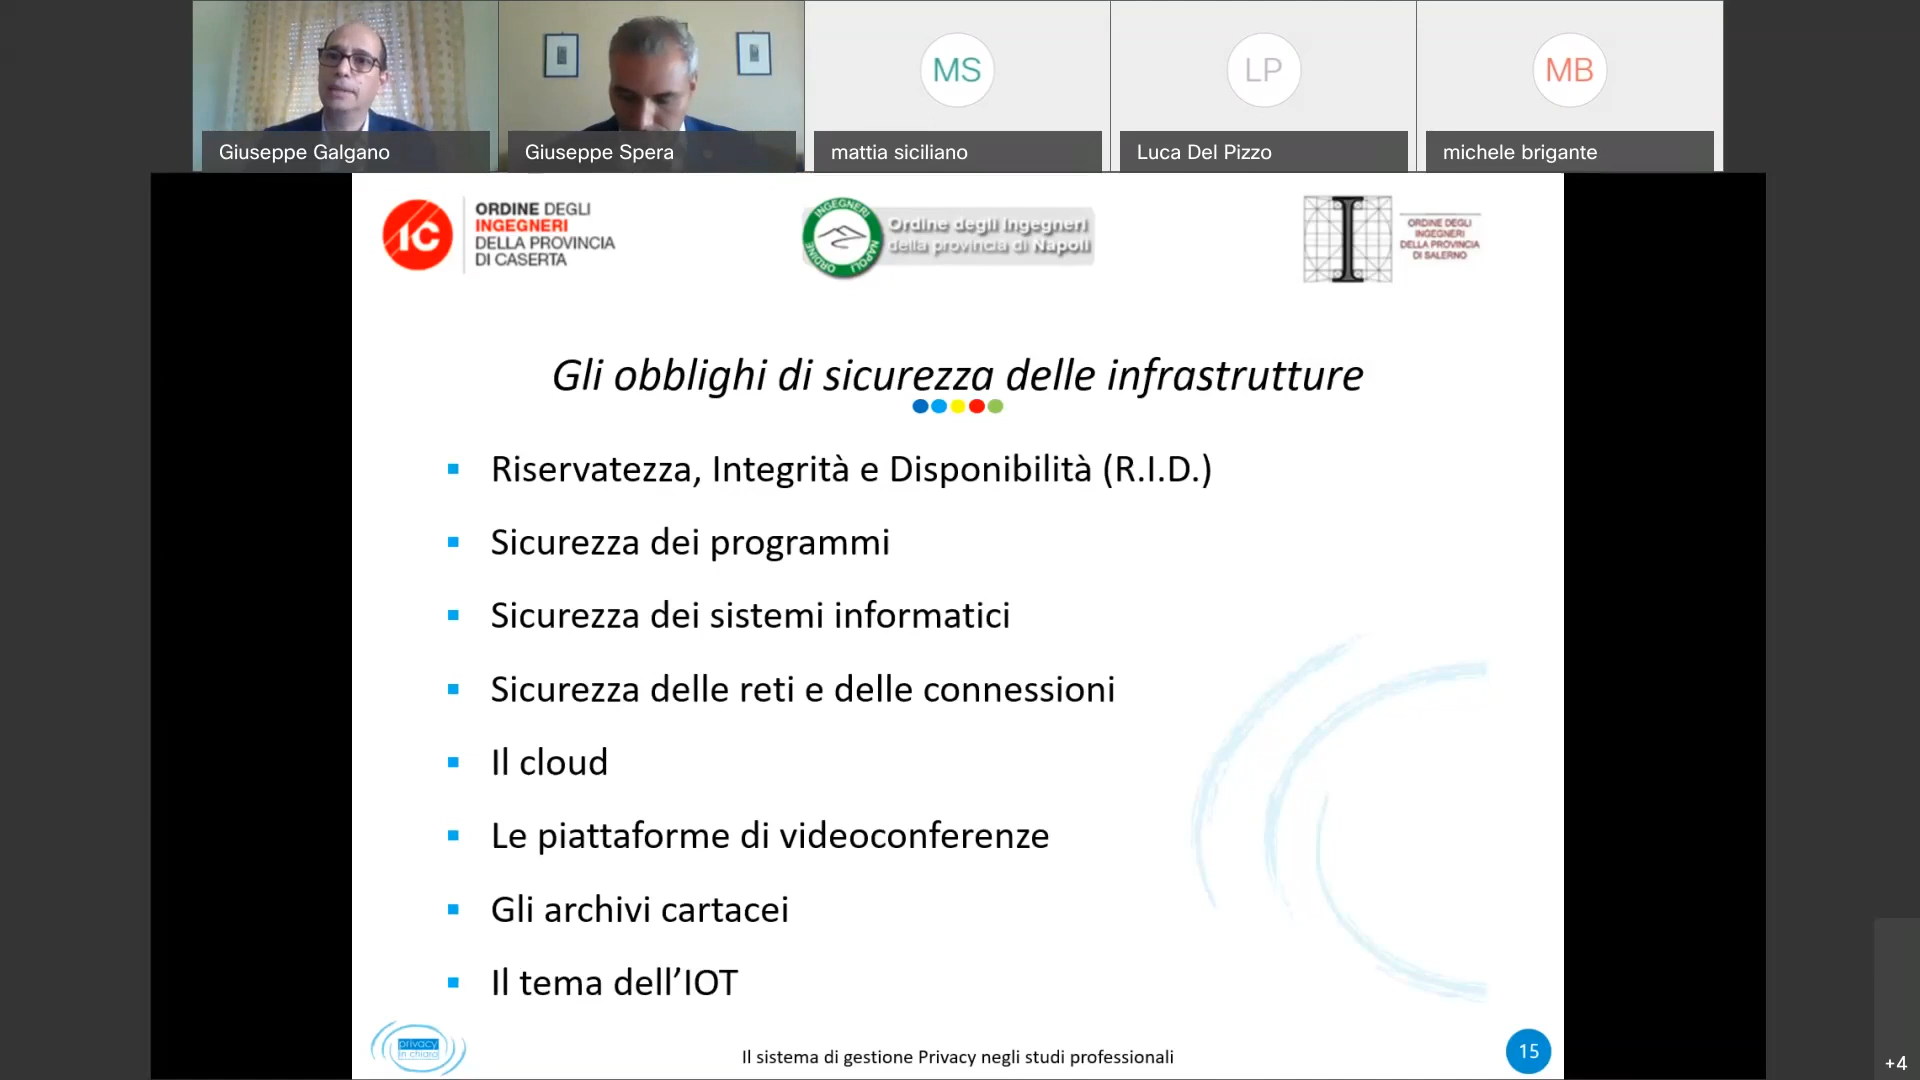 MS
LP
MB
Giuseppe Galgano
Giuseppe Spera
mattia siciliano
Luca Del Pizzo
michele brigante
IC
ORDINE DEGLI
INGEGNERI
DELLA PROVINCIA
DI CASERTA
INGEGNERI
NAPOLI
ORDINE
Ordine degli Ingegneri
della provincia di Napoli
I
ORDINE DEGLI
INGEGNERI
DELLA PROVINCIA
DI SALERNO
Gli obblighi di sicurezza delle infrastrutture
▪ Riservatezza, Integrità e Disponibilità (R.I.D.)
▪ Sicurezza dei programmi
▪ Sicurezza dei sistemi informatici
▪ Sicurezza delle reti e delle connessioni
▪ Il cloud
▪ Le piattaforme di videoconferenze
▪ Gli archivi cartacei
▪ Il tema dell’IOT
privacy
in chiaro
Il sistema di gestione Privacy negli studi professionali
15
+4